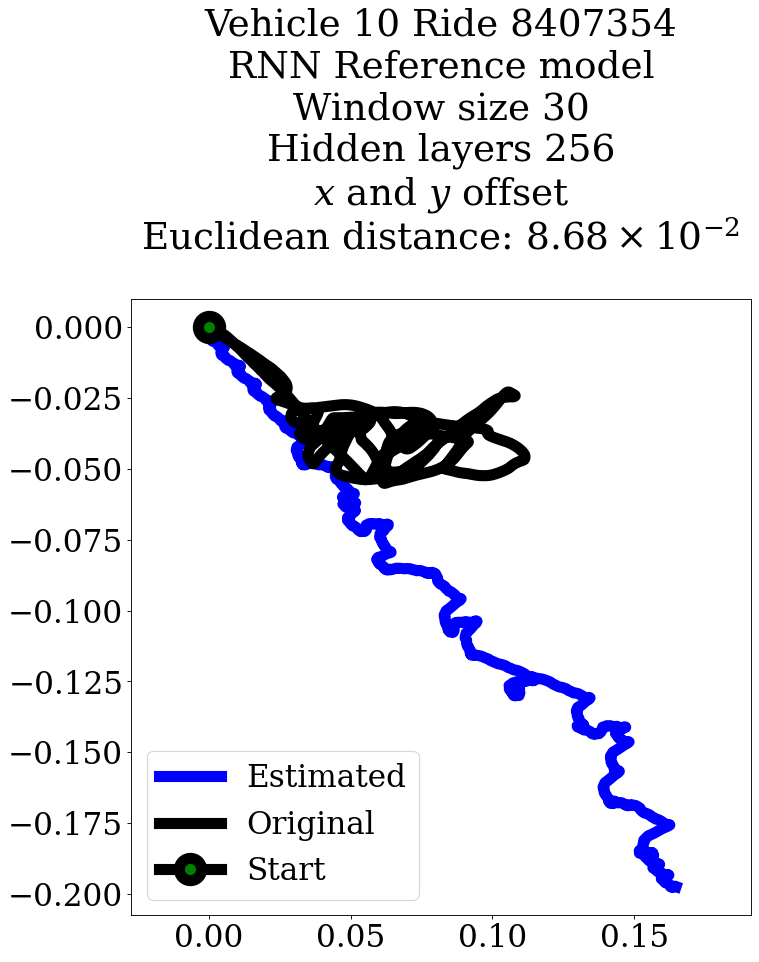 Vehicle 10 Ride 8407354
RNN Reference model
Window size 30
Hidden layers 256
x and y offset
Euclidean distance: 8.68 × 10⁻²
0.000
−0.025
−0.050
−0.075
−0.100
−0.125
−0.150
−0.175
−0.200
Estimated
Original
Start
0.00 0.05 0.10 0.15